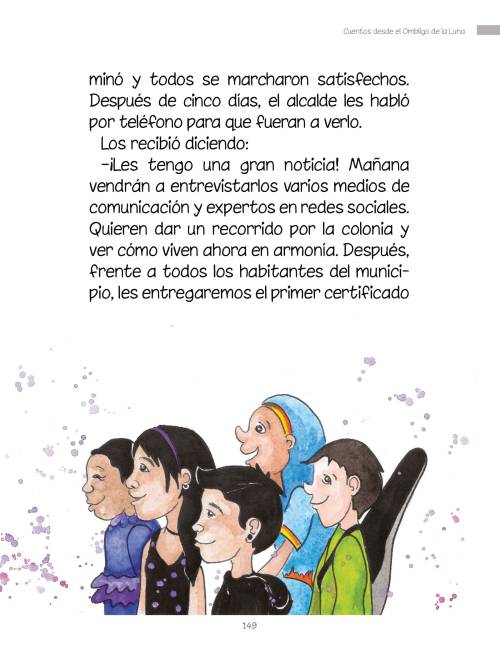 Cuentos desde el Ombligo de la Luna
minó y todos se marcharon satisfechos.
Después de cinco días, el alcalde les habló
por teléfono para que fueran a verlo.
Los recibió diciendo:
–¡Les tengo una gran noticia! Mañana
vendrán a entrevistarlos varios medios de
comunicación y expertos en redes sociales.
Quieren dar un recorrido por la colonia y
ver cómo viven ahora en armonía. Después,
frente a todos los habitantes del munici-
pio, les entregaremos el primer certificado
149